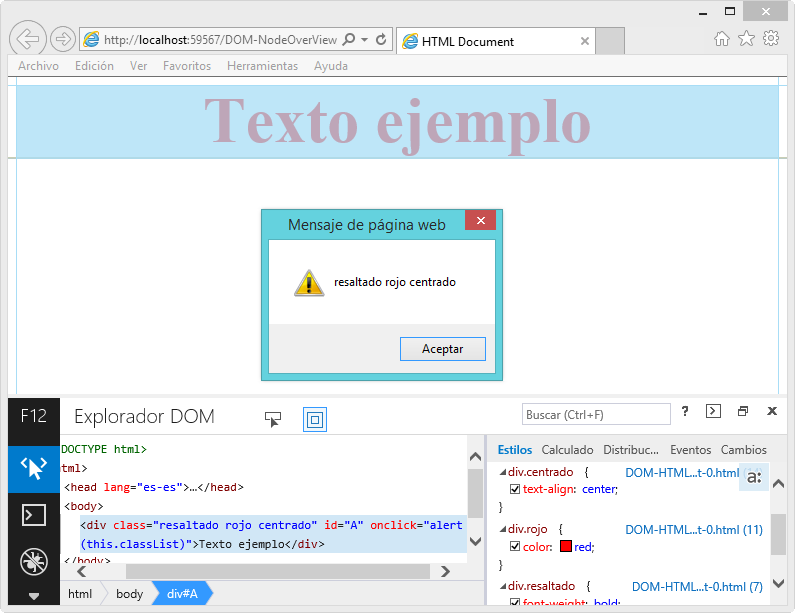 http://localhost:59567/DOM-NodeOverView
HTML Document
Archivo Edición Ver Favoritos Herramientas Ayuda
Texto ejemplo
Mensaje de página web
resaltado rojo centrado
Aceptar
F12
Explorador DOM
Buscar (Ctrl+F)
?
DOCTYPE html>
tml>
<head lang="es-es">…</head>
<body>
<div class="resaltado rojo centrado" id="A" onclick="alert
(this.classList)">Texto ejemplo</div>
</body>
html body div#A
Estilos Calculado Distribuc... Eventos Cambios
div.centrado { DOM-HTML...t-0.html
a:
text-align: center;
}
div.rojo { DOM-HTML...t-0.html (11)
color: red;
}
div.resaltado { DOM-HTML...t-0.html (7)
font-weight: bold;